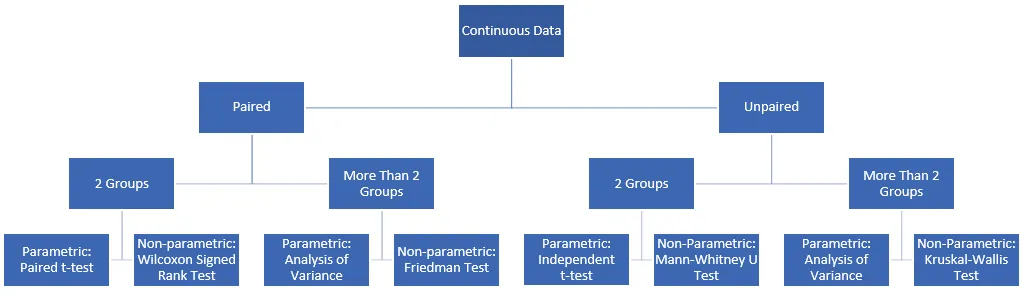 Continuous Data
Paired
Unpaired
2 Groups
More Than 2
Groups
2 Groups
More Than 2
Groups
Parametric:
Paired t-test
Non-parametric:
Wilcoxon Signed
Rank Test
Parametric:
Analysis of
Variance
Non-parametric:
Friedman Test
Parametric:
Independent
t-test
Non-Parametric:
Mann-Whitney U
Test
Parametric:
Analysis of
Variance
Non-Parametric:
Kruskal-Wallis
Test